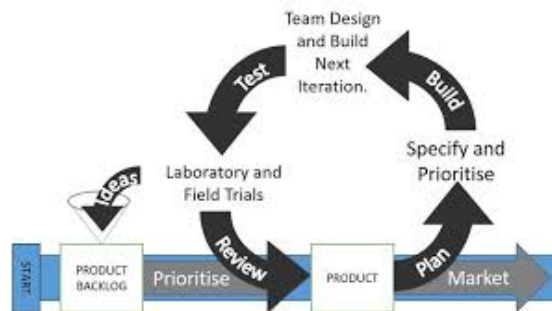 Team Design
and Build
Next
Iteration.
Test
Build
Specify and
Prioritise
Laboratory and
Field Trials
Ideas
Review
Plan
START
PRODUCT
BACKLOG
Prioritise
PRODUCT
Market